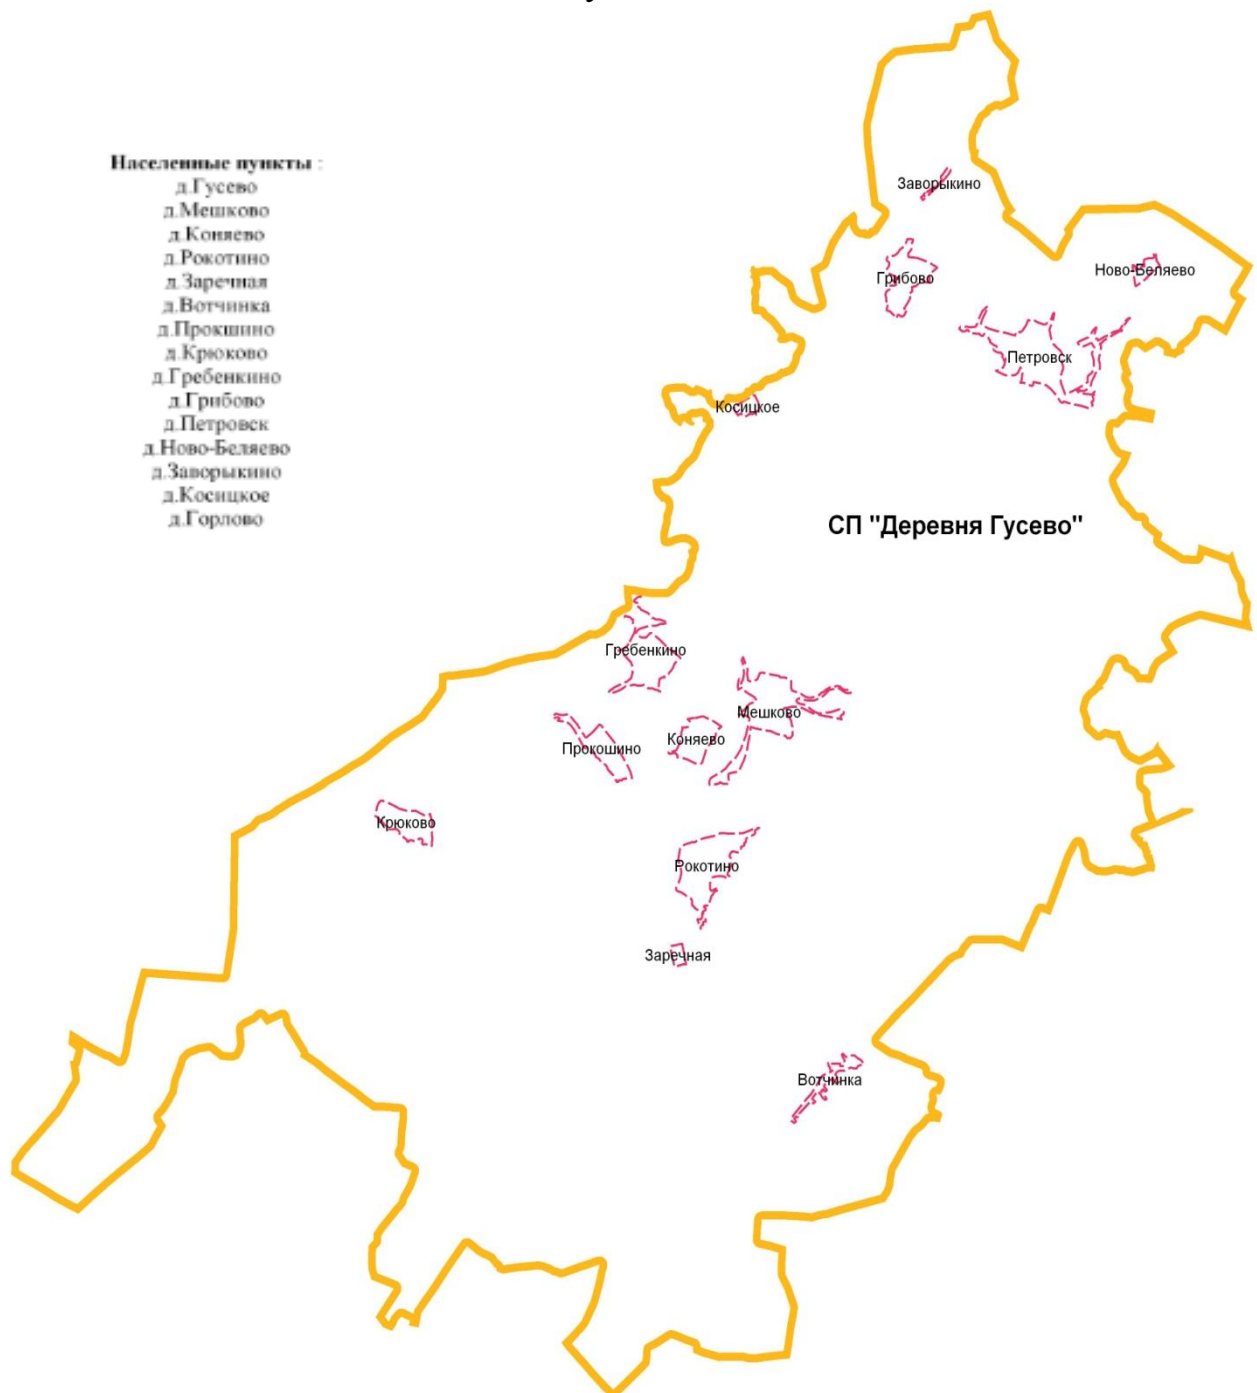 Населенные пункты :
д.Гусево
д.Мешково
д.Коняево
д.Рокотино
д.Заречная
д.Вотчинка
д.Прокшино
д.Крюково
д.Гребенкино
д.Грибово
д.Петровск
д.Ново-Беляево
д.Заворыкино
д.Косицкое
д.Горлово
Заворыкино
Грибово
Ново-Беляево
Петровск
Косицкое
СП "Деревня Гусево"
Гребенкино
Мешково
Коняево
Прокошино
Крюково
Рокотино
Заречная
Вотчинка